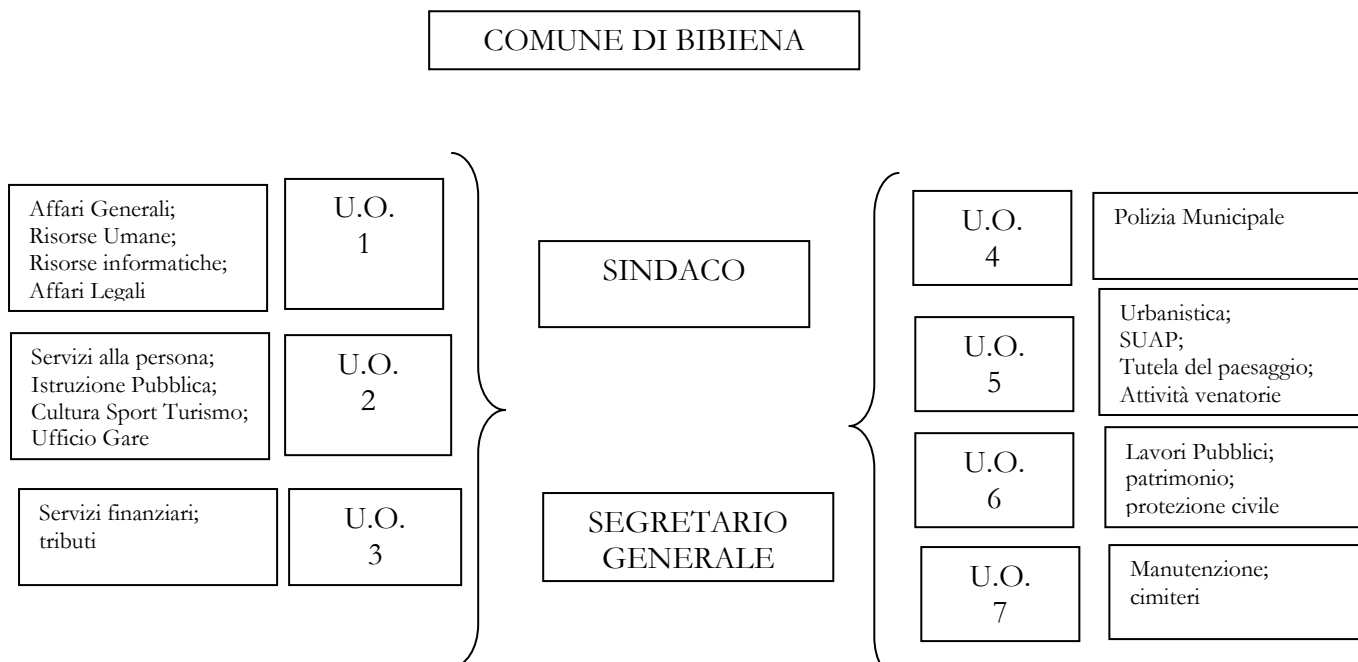 COMUNE DI BIBIENA
Affari Generali;
Risorse Umane;
Risorse informatiche;
Affari Legali
U.O.
1
Servizi alla persona;
Istruzione Pubblica;
Cultura Sport Turismo;
Ufficio Gare
U.O.
2
Servizi finanziari;
tributi
U.O.
3
SINDACO
SEGRETARIO
GENERALE
U.O.
4
Polizia Municipale
U.O.
5
Urbanistica;
SUAP;
Tutela del paesaggio;
Attività venatorie
U.O.
6
Lavori Pubblici;
patrimonio;
protezione civile
U.O.
7
Manutenzione;
cimiteri